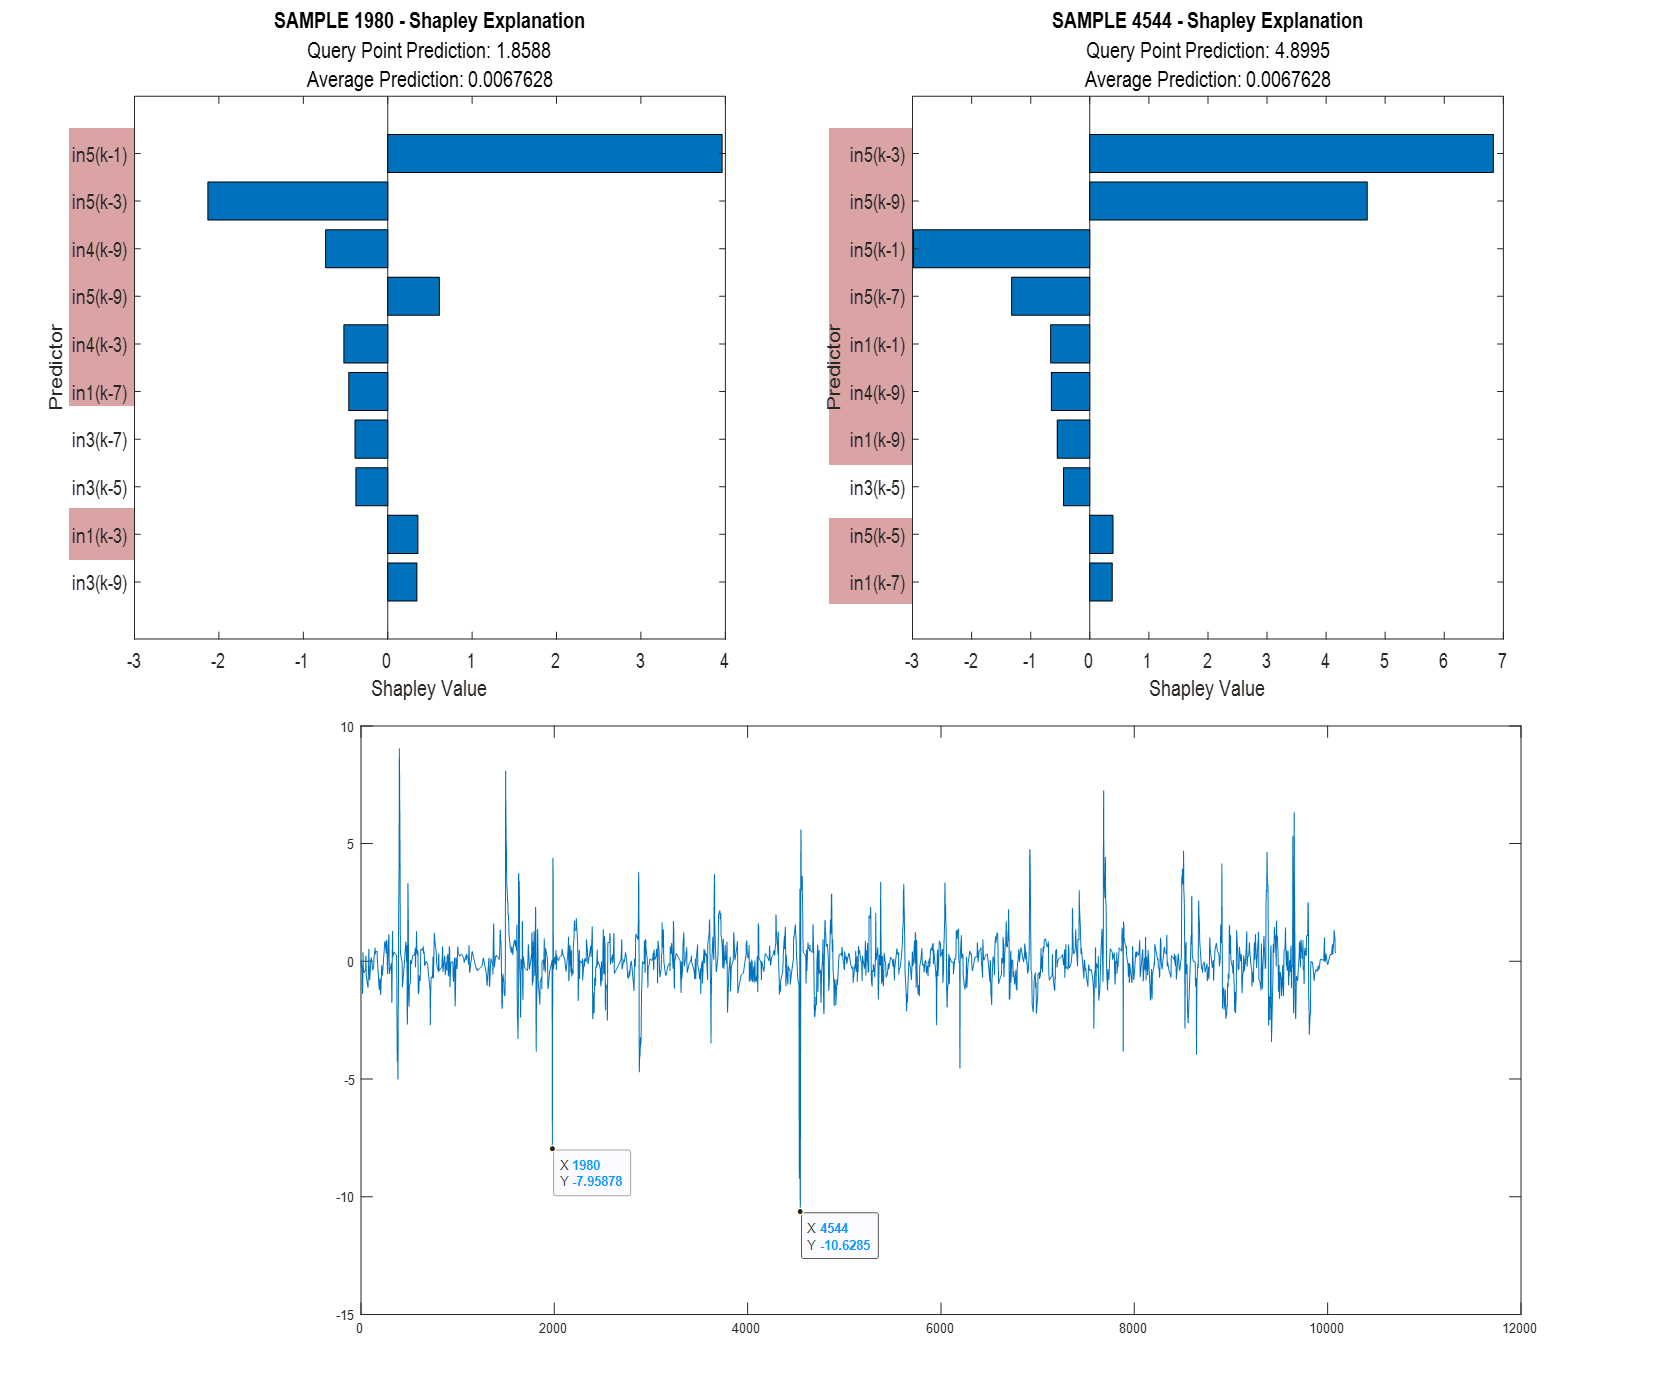 SAMPLE 1980 - Shapley Explanation
Query Point Prediction: 1.8588
Average Prediction: 0.0067628
Predictor
in5(k-1)
in5(k-3)
in4(k-9)
in5(k-9)
in4(k-3)
in1(k-7)
in3(k-7)
in3(k-5)
in1(k-3)
in3(k-9)
-3 -2 -1 0 1 2 3 4
Shapley Value
SAMPLE 4544 - Shapley Explanation
Query Point Prediction: 4.8995
Average Prediction: 0.0067628
Predictor
in5(k-3)
in5(k-9)
in5(k-1)
in5(k-7)
in1(k-1)
in4(k-9)
in1(k-9)
in3(k-5)
in5(k-5)
in1(k-7)
-3 -2 -1 0 1 2 3 4 5 6 7
Shapley Value
10
5
0
-5
-10
-15
X 1980
Y -7.95878
X 4544
Y -10.6285
0 2000 4000 6000 8000 10000 12000